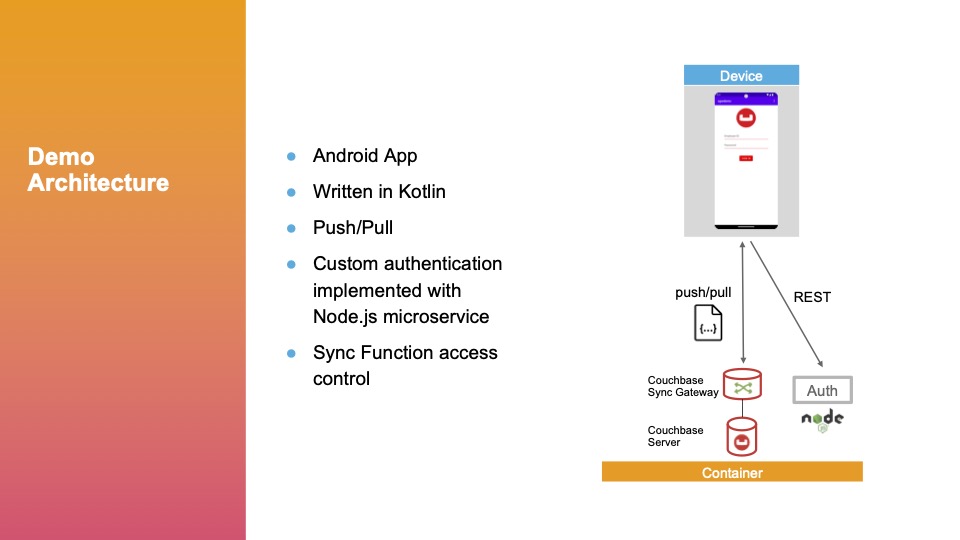 Demo
Architecture
Android App
Written in Kotlin
Push/Pull
Custom authentication
implemented with
Node.js microservice
Sync Function access
control
Device
push/pull
REST
{...}
Couchbase
Sync Gateway
Auth
node
Couchbase
Server
Container